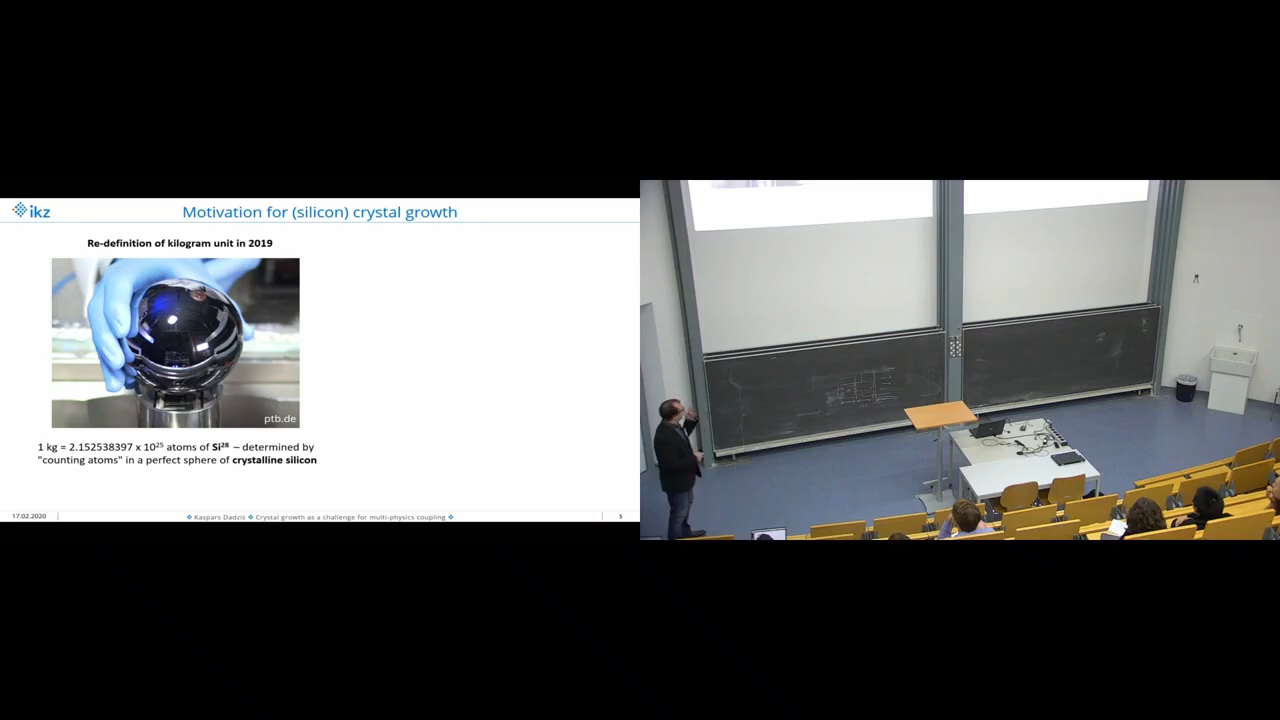 ikz
Motivation for (silicon) crystal growth
Re-definition of kilogram unit in 2019
ptb.de
1 kg = 2.152538397 x 10²⁵ atoms of Si²⁸ – determined by
"counting atoms" in a perfect sphere of crystalline silicon
17.02.2020
❖ Kaspars Dadzis ❖ Crystal growth as a challenge for multi-physics coupling ❖
5